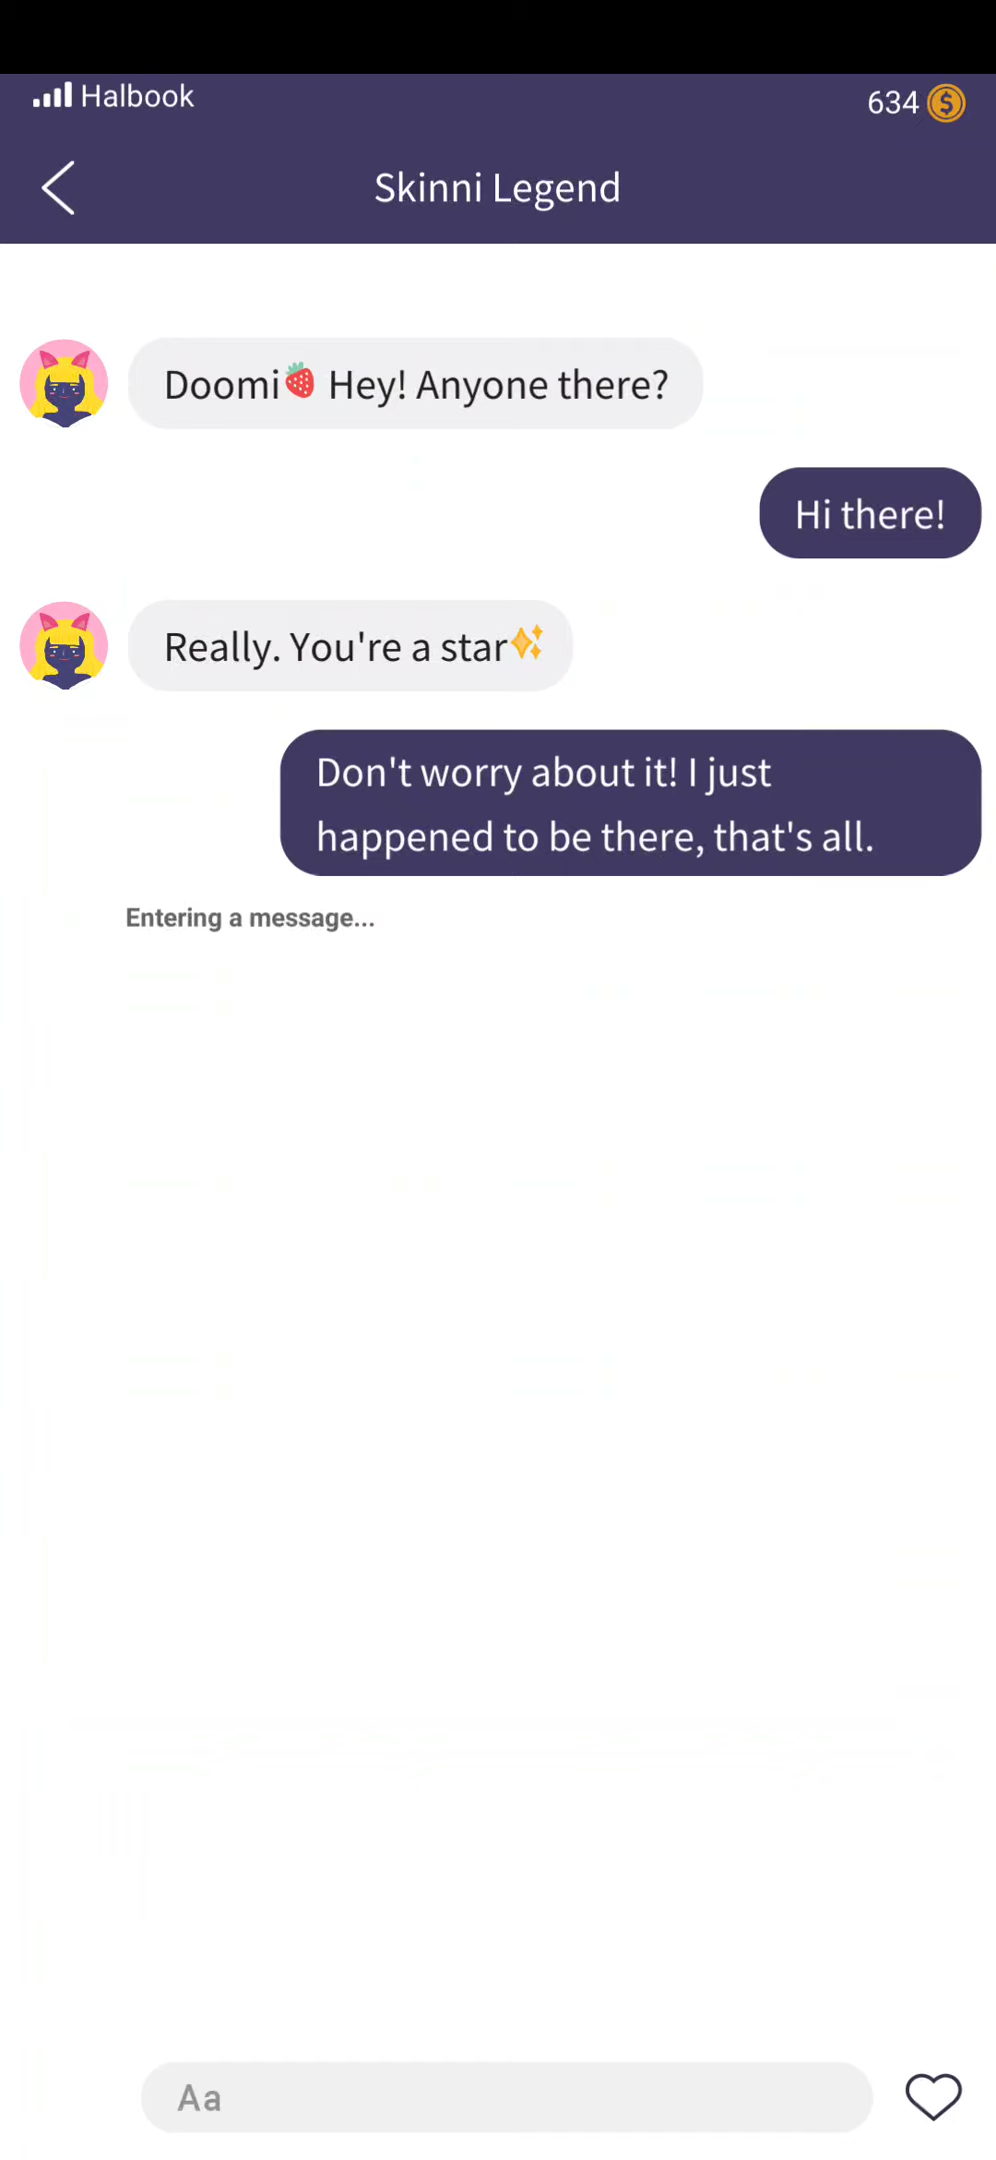 Halbook
634
Skinni Legend
Doomi🍓 Hey! Anyone there?
Hi there!
Really. You're a star✨
Don't worry about it! I just
happened to be there, that's all.
Entering a message...
Aa